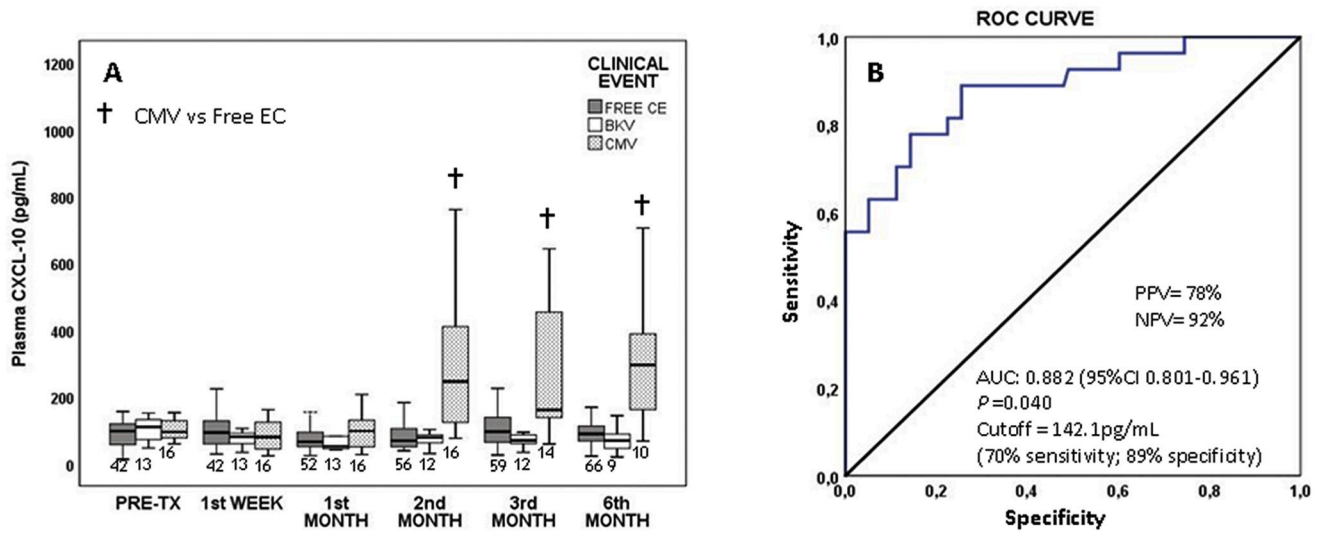 A
† CMV vs Free EC
CLINICAL
EVENT
FREE CE
BKV
CMV
Plasma CXCL-10 (pg/mL)
1200
1000
800
600
400
200
0
† † †
42 13 16 42 13 16 52 13 16 56 12 16 59 12 14 66 9 10
PRE-TX 1st WEEK 1st MONTH 2nd MONTH 3rd MONTH 6th MONTH
ROC CURVE
B
Sensitivity
1,0
0,8
0,6
0,4
0,2
0,0
PPV= 78%
NPV= 92%
AUC: 0.882 (95%CI 0.801-0.961)
P=0.040
Cutoff = 142.1pg/mL
(70% sensitivity; 89% specificity)
0,0 0,2 0,4 0,6 0,8 1,0
Specificity